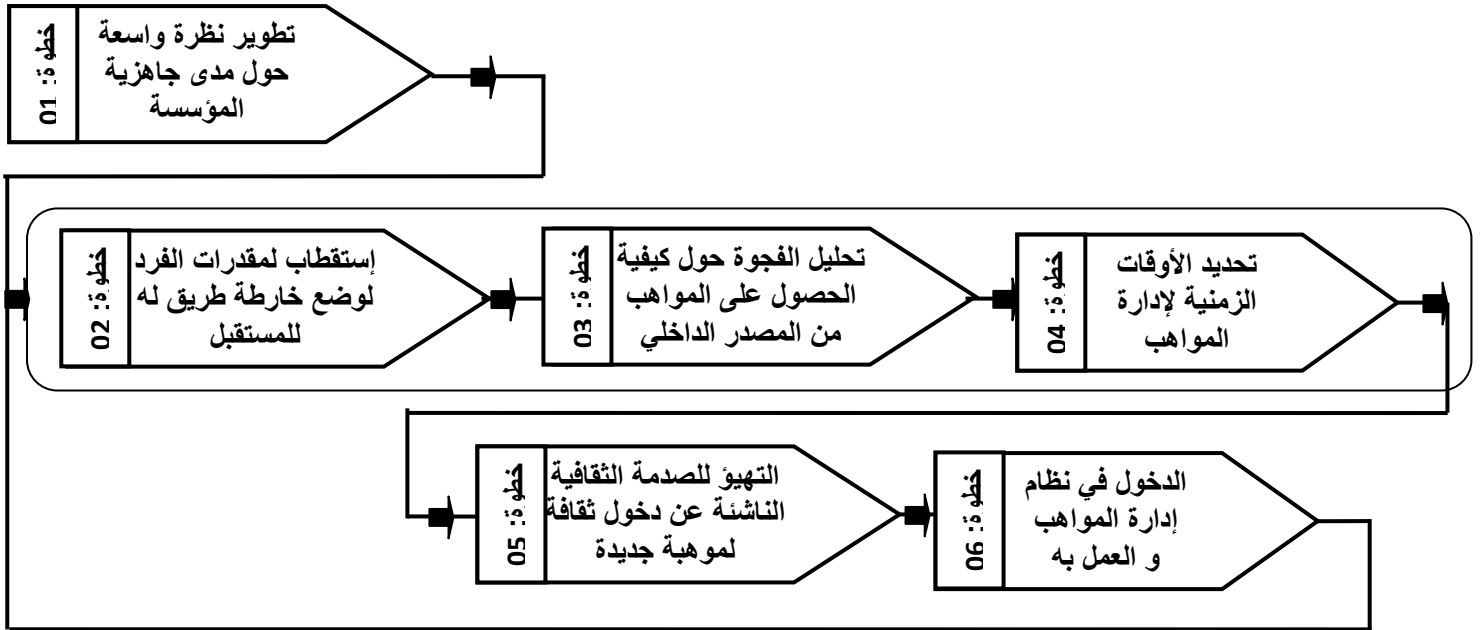 خطوة: 01
تطوير نظرة واسعة
حول مدى جاهزية
المؤسسة
خطوة: 02
إستقطاب لمقدرات الفرد
لوضع خارطة طريق له
للمستقبل
خطوة: 03
تحليل الفجوة حول كيفية
الحصول على المواهب
من المصدر الداخلي
خطوة: 04
تحديد الأوقات
الزمنية لإدارة
المواهب
خطوة: 05
التهيؤ للصدمة الثقافية
الناشئة عن دخول ثقافة
لموهبة جديدة
خطوة: 06
الدخول في نظام
إدارة المواهب
و العمل به